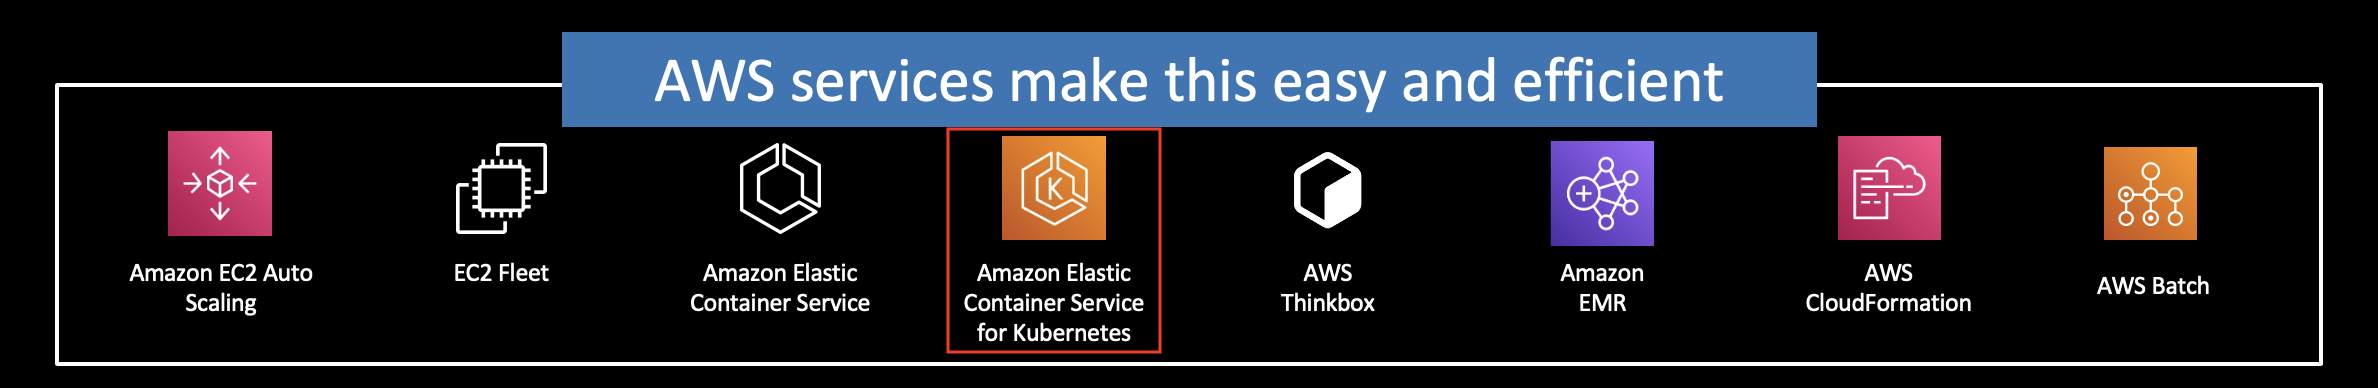 AWS services make this easy and efficient
K
Amazon EC2 Auto
Scaling
EC2 Fleet
Amazon Elastic
Container Service
Amazon Elastic
Container Service
for Kubernetes
AWS
Thinkbox
Amazon
EMR
AWS
CloudFormation
AWS Batch